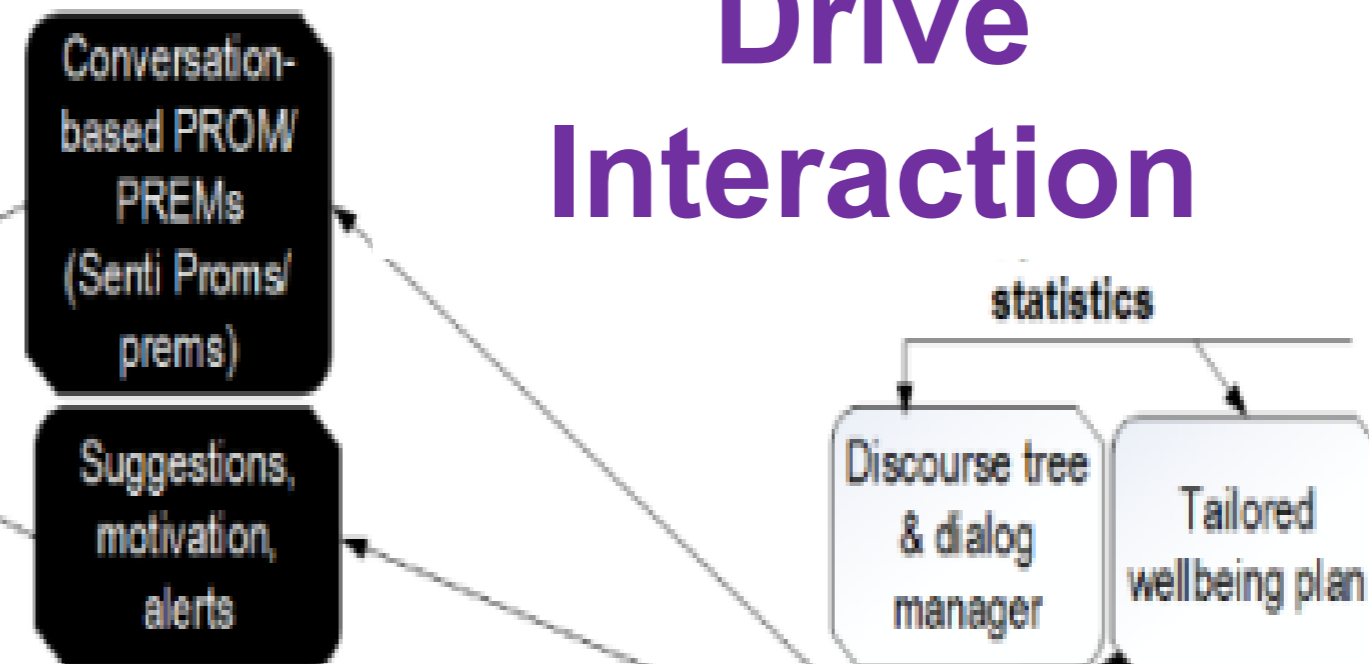 Drive
Interaction
Conversation-
based PROM/
PREMs
(Senti Proms/
prems)
statistics
Suggestions,
motivation,
alerts
Discourse tree
& dialog
manager
Tailored
wellbeing plan